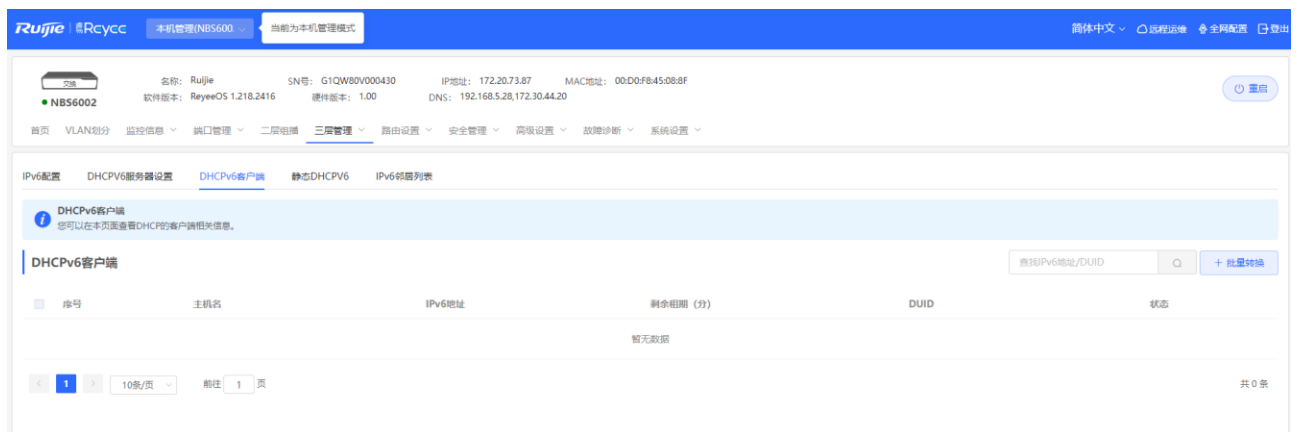 Ruijie Rcycc 本机管理(NBS600 当前为本机管理模式 简体中文 远程运维 全网配置 登出
交换 名称： Ruijie SN号： G1QW80V000430 IP地址： 172.20.73.87 MAC地址： 00:D0:F8:45:08:8F 重启
NBS6002 软件版本： ReyeeOS 1.218.2416 硬件版本： 1.00 DNS： 192.168.5.28,172.30.44.20
首页 VLAN划分 监控信息 端口管理 二层组播 三层管理 路由设置 安全管理 高级设置 故障诊断 系统设置
IPv6配置 DHCPV6服务器设置 DHCPv6客户端 静态DHCPV6 IPv6邻居列表
DHCPv6客户端
您可以在本页面查看DHCP的客户端相关信息。
DHCPv6客户端 查找IPv6地址/DUID + 批量转换
序号 主机名 IPv6地址 剩余租期（分） DUID 状态
暂无数据
1 10条/页 前往 1 页 共 0 条